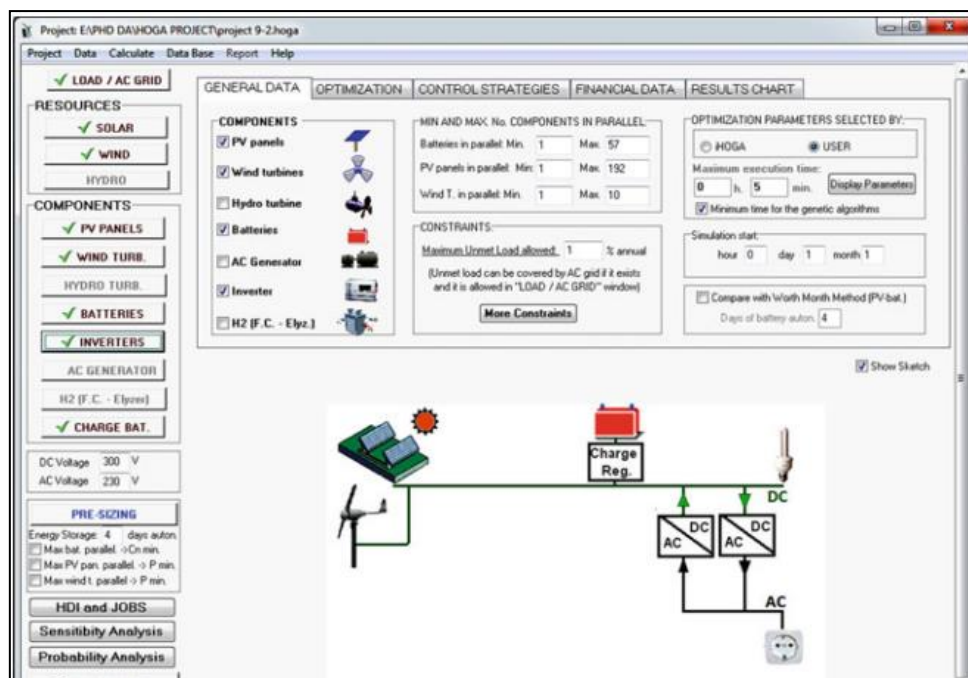 Project: E:\PHD DA\HOGA PROJECT\project 9-2.hoga
Project Data Calculate Data Base Report Help
LOAD / AC GRID
RESOURCES
SOLAR
WIND
HYDRO
COMPONENTS
PV PANELS
WIND TURB.
HYDRO TURB.
BATTERIES
INVERTERS
AC GENERATOR
H2 (F.C. - Elyzer)
CHARGE BAT.
DC Voltage 300 V
AC Voltage 230 V
PRE-SIZING
Energy Storage: 4 days auton.
Max bat. parallel. ->Cn min.
Max PV pan. parallel. -> P min.
Max wind t. parallel -> P min.
HDI and JOBS
Sensitibity Analysis
Probability Analysis
GENERAL DATA OPTIMIZATION CONTROL STRATEGIES FINANCIAL DATA RESULTS CHART
COMPONENTS
PV panels
Wind turbines
Hydro turbine
Batteries
AC Generator
Inverter
H2 (F.C. - Elyz.)
MIN AND MAX. No. COMPONENTS IN PARALLEL:
Batteries in parallel: Min. 1 Max. 57
PV panels in parallel: Min: 1 Max. 192
Wind T. in parallel: Min. 1 Max. 10
CONSTRAINTS:
Maximum Unmet Load allowed: 1 % annual
(Unmet load can be covered by AC grid if it exists
and it is allowed in "LOAD / AC GRID" window)
More Constraints
OPTIMIZATION PARAMETERS SELECTED BY:
HOGA USER
Maximum execution time:
0 h. 5 min. Display Parameters
Minimum time for the genetic algorithms
Simulation start:
hour 0 day 1 month 1
Compare with Worth Month Method (PV-bat.)
Days of battery auton. 4
Show Sketch
Charge
Reg.
DC
DC
AC
DC
AC
AC